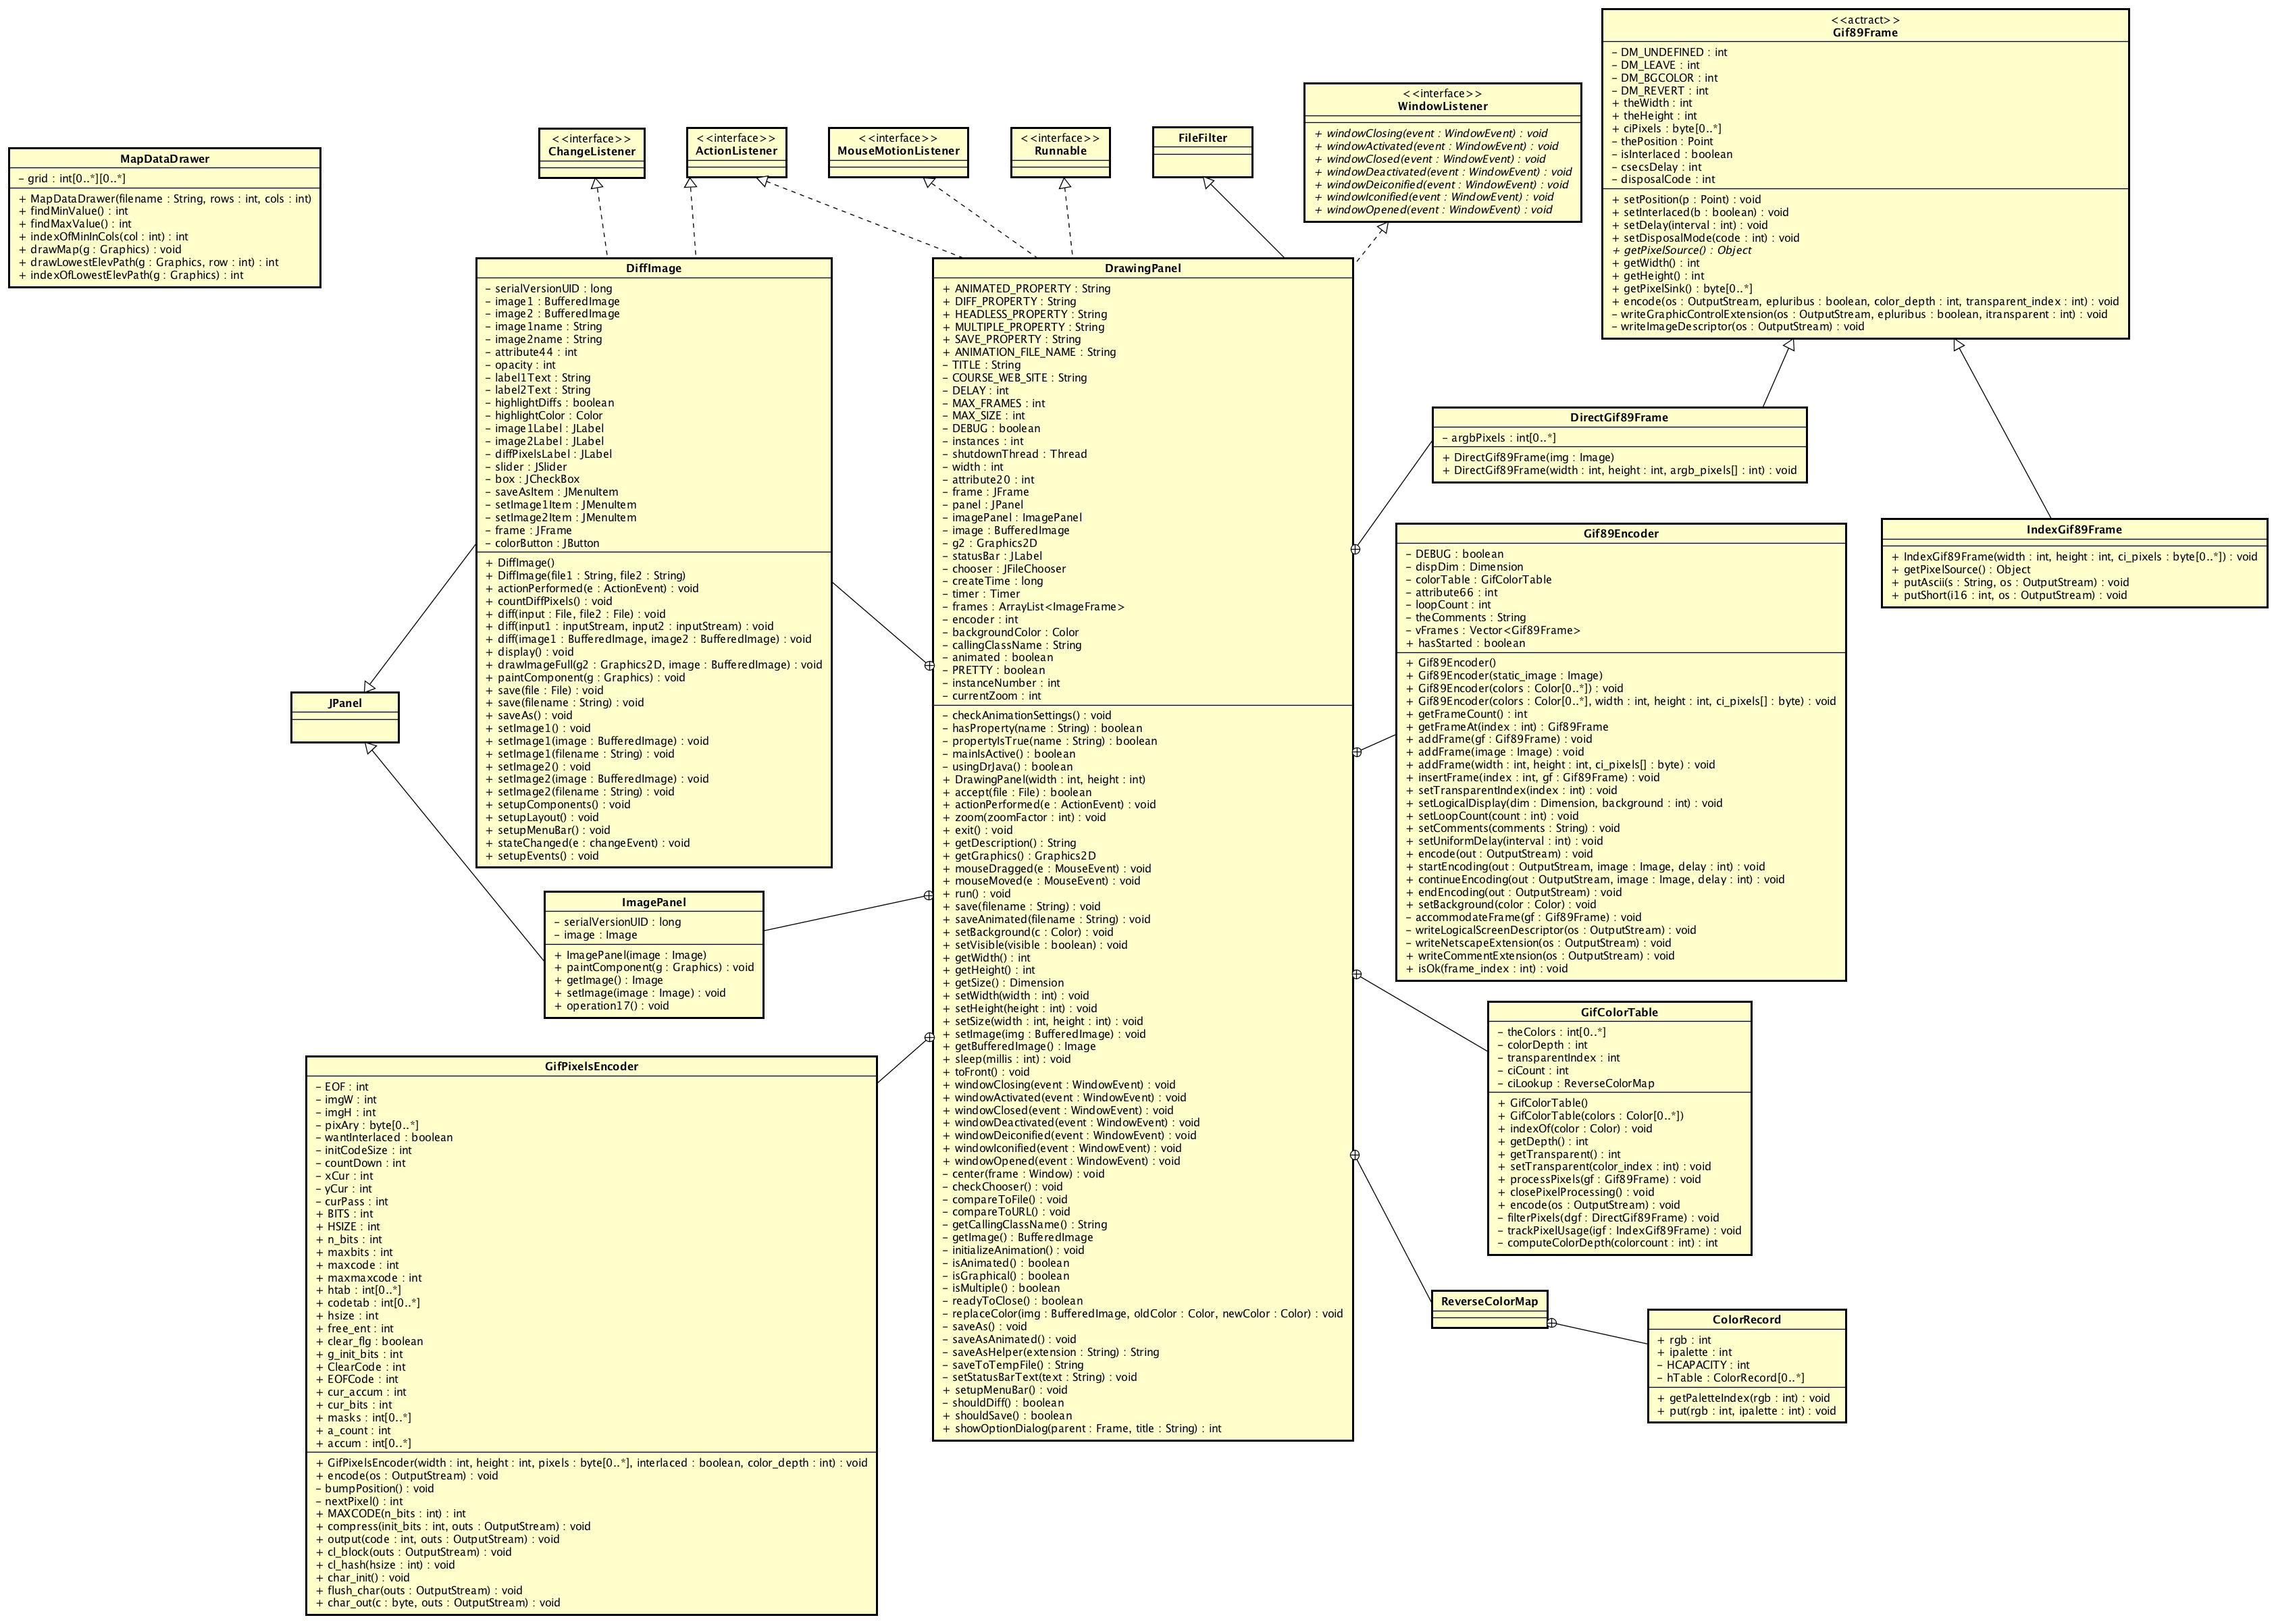 MapDataDrawer
– grid : int[0..*][0..*]
+ MapDataDrawer(filename : String, rows : int, cols : int)
+ findMinValue() : int
+ findMaxValue() : int
+ indexOfMinInCols(col : int) : int
+ drawMap(g : Graphics) : void
+ drawLowestElevPath(g : Graphics, row : int) : int
+ indexOfLowestElevPath(g : Graphics) : int
<<interface>>
ChangeListener
<<interface>>
ActionListener
<<interface>>
MouseMotionListener
<<interface>>
Runnable
FileFilter
<<interface>>
WindowListener
+ windowClosing(event : WindowEvent) : void
+ windowActivated(event : WindowEvent) : void
+ windowClosed(event : WindowEvent) : void
+ windowDeactivated(event : WindowEvent) : void
+ windowDeiconified(event : WindowEvent) : void
+ windowIconified(event : WindowEvent) : void
+ windowOpened(event : WindowEvent) : void
<<actract>>
Gif89Frame
– DM_UNDEFINED : int
– DM_LEAVE : int
– DM_BGCOLOR : int
– DM_REVERT : int
+ theWidth : int
+ theHeight : int
+ ciPixels : byte[0..*]
– thePosition : Point
– isInterlaced : boolean
– csecsDelay : int
– disposalCode : int
+ setPosition(p : Point) : void
+ setInterlaced(b : boolean) : void
+ setDelay(interval : int) : void
+ setDisposalMode(code : int) : void
+ getPixelSource() : Object
+ getWidth() : int
+ getHeight() : int
+ getPixelSink() : byte[0..*]
+ encode(os : OutputStream, epluribus : boolean, color_depth : int, transparent_index : int) : void
– writeGraphicControlExtension(os : OutputStream, epluribus : boolean, itransparent : int) : void
– writeImageDescriptor(os : OutputStream) : void
DiffImage
– serialVersionUID : long
– image1 : BufferedImage
– image2 : BufferedImage
– image1name : String
– image2name : String
– attribute44 : int
– opacity : int
– label1Text : String
– label2Text : String
– highlightDiffs : boolean
– highlightColor : Color
– image1Label : JLabel
– image2Label : JLabel
– diffPixelsLabel : JLabel
– slider : JSlider
– box : JCheckBox
– saveAsItem : JMenuItem
– setImage1Item : JMenuItem
– setImage2Item : JMenuItem
– frame : JFrame
– colorButton : JButton
+ DiffImage()
+ DiffImage(file1 : String, file2 : String)
+ actionPerformed(e : ActionEvent) : void
+ countDiffPixels() : void
+ diff(input : File, file2 : File) : void
+ diff(input1 : inputStream, input2 : inputStream) : void
+ diff(image1 : BufferedImage, image2 : BufferedImage) : void
+ display() : void
+ drawImageFull(g2 : Graphics2D, image : BufferedImage) : void
+ paintComponent(g : Graphics) : void
+ save(file : File) : void
+ save(filename : String) : void
+ saveAs() : void
+ setImage1() : void
+ setImage1(image : BufferedImage) : void
+ setImage1(filename : String) : void
+ setImage2() : void
+ setImage2(image : BufferedImage) : void
+ setImage2(filename : String) : void
+ setupComponents() : void
+ setupLayout() : void
+ setupMenuBar() : void
+ stateChanged(e : changeEvent) : void
+ setupEvents() : void
DrawingPanel
+ ANIMATED_PROPERTY : String
+ DIFF_PROPERTY : String
+ HEADLESS_PROPERTY : String
+ MULTIPLE_PROPERTY : String
+ SAVE_PROPERTY : String
+ ANIMATION_FILE_NAME : String
– TITLE : String
– COURSE_WEB_SITE : String
– DELAY : int
– MAX_FRAMES : int
– MAX_SIZE : int
– DEBUG : boolean
– instances : int
– shutdownThread : Thread
– width : int
– attribute20 : int
– frame : JFrame
– panel : JPanel
– imagePanel : ImagePanel
– image : BufferedImage
– g2 : Graphics2D
– statusBar : JLabel
– chooser : JFileChooser
– createTime : long
– timer : Timer
– frames : ArrayList<ImageFrame>
– encoder : int
– backgroundColor : Color
– callingClassName : String
– animated : boolean
– PRETTY : boolean
– instanceNumber : int
– currentZoom : int
– checkAnimationSettings() : void
– hasProperty(name : String) : boolean
– propertyIsTrue(name : String) : boolean
– mainIsActive() : boolean
– usingDrJava() : boolean
+ DrawingPanel(width : int, height : int)
+ accept(file : File) : boolean
+ actionPerformed(e : ActionEvent) : void
+ zoom(zoomFactor : int) : void
+ exit() : void
+ getDescription() : String
+ getGraphics() : Graphics2D
+ mouseDragged(e : MouseEvent) : void
+ mouseMoved(e : MouseEvent) : void
+ run() : void
+ save(filename : String) : void
+ saveAnimated(filename : String) : void
+ setBackground(c : Color) : void
+ setVisible(visible : boolean) : void
+ getWidth() : int
+ getHeight() : int
+ getSize() : Dimension
+ setWidth(width : int) : void
+ setHeight(height : int) : void
+ setSize(width : int, height : int) : void
+ setImage(img : BufferedImage) : void
+ getBufferedImage() : Image
+ sleep(millis : int) : void
+ toFront() : void
+ windowClosing(event : WindowEvent) : void
+ windowActivated(event : WindowEvent) : void
+ windowClosed(event : WindowEvent) : void
+ windowDeactivated(event : WindowEvent) : void
+ windowDeiconified(event : WindowEvent) : void
+ windowIconified(event : WindowEvent) : void
+ windowOpened(event : WindowEvent) : void
– center(frame : Window) : void
– checkChooser() : void
– compareToFile() : void
– compareToURL() : void
– getCallingClassName() : String
– getImage() : BufferedImage
– initializeAnimation() : void
– isAnimated() : boolean
– isGraphical() : boolean
– isMultiple() : boolean
– readyToClose() : boolean
– replaceColor(img : BufferedImage, oldColor : Color, newColor : Color) : void
– saveAs() : void
– saveAsAnimated() : void
– saveAsHelper(extension : String) : String
– saveToTempFile() : String
– setStatusBarText(text : String) : void
+ setupMenuBar() : void
– shouldDiff() : boolean
+ shouldSave() : boolean
+ showOptionDialog(parent : Frame, title : String) : int
DirectGif89Frame
– argbPixels : int[0..*]
+ DirectGif89Frame(img : Image)
+ DirectGif89Frame(width : int, height : int, argb_pixels[] : int) : void
IndexGif89Frame
+ IndexGif89Frame(width : int, height : int, ci_pixels : byte[0..*]) : void
+ getPixelSource() : Object
+ putAscii(s : String, os : OutputStream) : void
+ putShort(i16 : int, os : OutputStream) : void
Gif89Encoder
– DEBUG : boolean
– dispDim : Dimension
– colorTable : GifColorTable
– attribute66 : int
– loopCount : int
– theComments : String
– vFrames : Vector<Gif89Frame>
+ hasStarted : boolean
+ Gif89Encoder()
+ Gif89Encoder(static_image : Image)
+ Gif89Encoder(colors : Color[0..*]) : void
+ Gif89Encoder(colors : Color[0..*], width : int, height : int, ci_pixels[] : byte) : void
+ getFrameCount() : int
+ getFrameAt(index : int) : Gif89Frame
+ addFrame(gf : Gif89Frame) : void
+ addFrame(image : Image) : void
+ addFrame(width : int, height : int, ci_pixels[] : byte) : void
+ insertFrame(index : int, gf : Gif89Frame) : void
+ setTransparentIndex(index : int) : void
+ setLogicalDisplay(dim : Dimension, background : int) : void
+ setLoopCount(count : int) : void
+ setComments(comments : String) : void
+ setUniformDelay(interval : int) : void
+ encode(out : OutputStream) : void
+ startEncoding(out : OutputStream, image : Image, delay : int) : void
+ continueEncoding(out : OutputStream, image : Image, delay : int) : void
+ endEncoding(out : OutputStream) : void
+ setBackground(color : Color) : void
– accommodateFrame(gf : Gif89Frame) : void
– writeLogicalScreenDescriptor(os : OutputStream) : void
– writeNetscapeExtension(os : OutputStream) : void
+ writeCommentExtension(os : OutputStream) : void
+ isOk(frame_index : int) : void
JPanel
ImagePanel
– serialVersionUID : long
– image : Image
+ ImagePanel(image : Image)
+ paintComponent(g : Graphics) : void
+ getImage() : Image
+ setImage(image : Image) : void
+ operation17() : void
GifPixelsEncoder
– EOF : int
– imgW : int
– imgH : int
– pixAry : byte[0..*]
– wantInterlaced : boolean
– initCodeSize : int
– countDown : int
– xCur : int
– yCur : int
– curPass : int
+ BITS : int
+ HSIZE : int
+ n_bits : int
+ maxbits : int
+ maxcode : int
+ maxmaxcode : int
+ htab : int[0..*]
+ codetab : int[0..*]
+ hsize : int
+ free_ent : int
+ clear_flg : boolean
+ g_init_bits : int
+ ClearCode : int
+ EOFCode : int
+ cur_accum : int
+ cur_bits : int
+ masks : int[0..*]
+ a_count : int
+ accum : int[0..*]
+ GifPixelsEncoder(width : int, height : int, pixels : byte[0..*], interlaced : boolean, color_depth : int) : void
+ encode(os : OutputStream) : void
– bumpPosition() : void
– nextPixel() : int
+ MAXCODE(n_bits : int) : int
+ compress(init_bits : int, outs : OutputStream) : void
+ output(code : int, outs : OutputStream) : void
+ cl_block(outs : OutputStream) : void
+ cl_hash(hsize : int) : void
+ char_init() : void
+ flush_char(outs : OutputStream) : void
+ char_out(c : byte, outs : OutputStream) : void
GifColorTable
– theColors : int[0..*]
– colorDepth : int
– transparentIndex : int
– ciCount : int
– ciLookup : ReverseColorMap
+ GifColorTable()
+ GifColorTable(colors : Color[0..*])
+ indexOf(color : Color) : void
+ getDepth() : int
+ getTransparent() : int
+ setTransparent(color_index : int) : void
+ processPixels(gf : Gif89Frame) : void
+ closePixelProcessing() : void
+ encode(os : OutputStream) : void
– filterPixels(dgf : DirectGif89Frame) : void
– trackPixelUsage(igf : IndexGif89Frame) : void
– computeColorDepth(colorcount : int) : int
ReverseColorMap
ColorRecord
+ rgb : int
+ ipalette : int
– HCAPACITY : int
– hTable : ColorRecord[0..*]
+ getPaletteIndex(rgb : int) : void
+ put(rgb : int, ipalette : int) : void